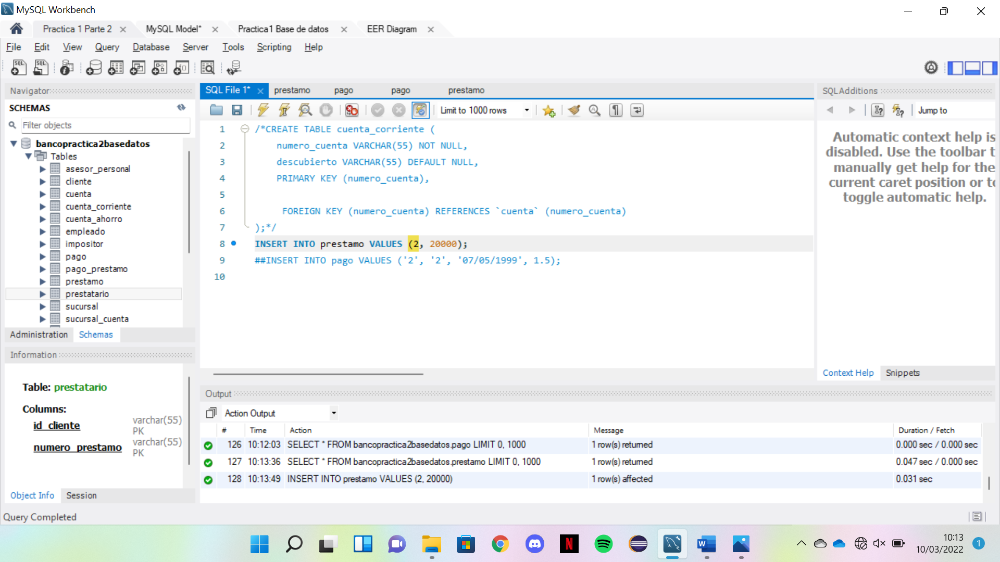 MySQL Workbench
Practica 1 Parte 2
MySQL Model*
Practica1 Base de datos
EER Diagram
File Edit View Query Database Server Tools Scripting Help
Navigator
SCHEMAS
Filter objects
bancopractica2basedatos
Tables
asesor_personal
cliente
cuenta
cuenta_corriente
cuenta_ahorro
empleado
impositor
pago
pago_prestamo
prestamo
prestatario
sucursal
sucursal_cuenta
Administration Schemas
Information
Table: prestatario
Columns:
id_cliente varchar(55) PK
numero_prestamo varchar(55) PK
Object Info Session
Query Completed
SQL File 1* prestamo pago pago prestamo
Limit to 1000 rows
1 /*CREATE TABLE cuenta_corriente (
2 numero_cuenta VARCHAR(55) NOT NULL,
3 descubierto VARCHAR(55) DEFAULT NULL,
4 PRIMARY KEY (numero_cuenta),
5
6 FOREIGN KEY (numero_cuenta) REFERENCES `cuenta` (numero_cuenta)
7 );*/
8 INSERT INTO prestamo VALUES (2, 20000);
9 ##INSERT INTO pago VALUES ('2', '2', '07/05/1999', 1.5);
10
SQLAdditions
Jump to
Automatic context help is
disabled. Use the toolbar t
manually get help for the
current caret position or to
toggle automatic help.
Context Help Snippets
Output
Action Output
# Time Action Message Duration / Fetch
126 10:12:03 SELECT * FROM bancopractica2basedatos.pago LIMIT 0, 1000 1 row(s) returned 0.000 sec / 0.000 sec
127 10:13:36 SELECT * FROM bancopractica2basedatos.prestamo LIMIT 0, 1000 1 row(s) returned 0.047 sec / 0.000 sec
128 10:13:49 INSERT INTO prestamo VALUES (2, 20000) 1 row(s) affected 0.031 sec
10:13
10/03/2022
1